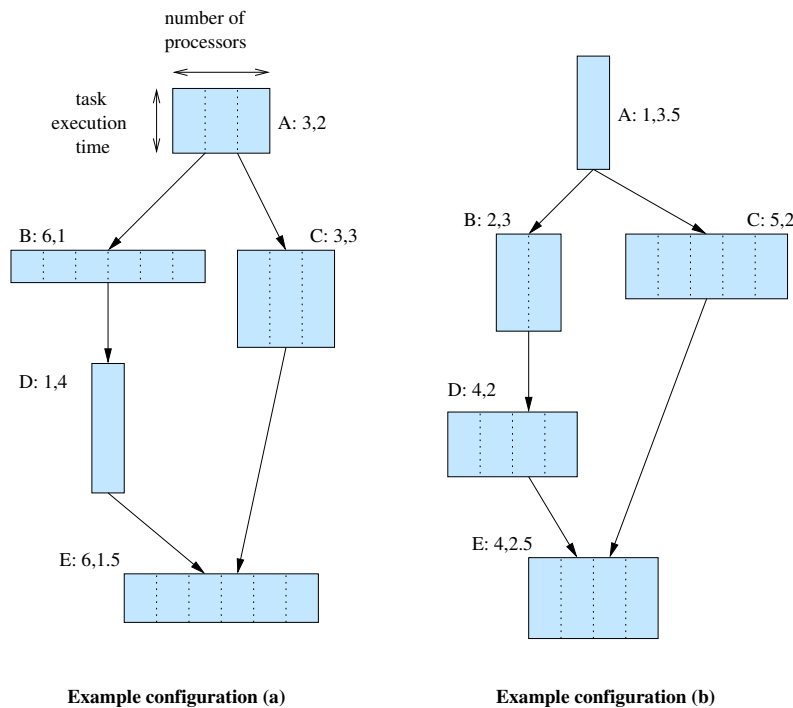 number of
processors
task
execution
time
A: 3,2
B: 6,1
C: 3,3
D: 1,4
E: 6,1.5
Example configuration (a)
A: 1,3.5
B: 2,3
C: 5,2
D: 4,2
E: 4,2.5
Example configuration (b)